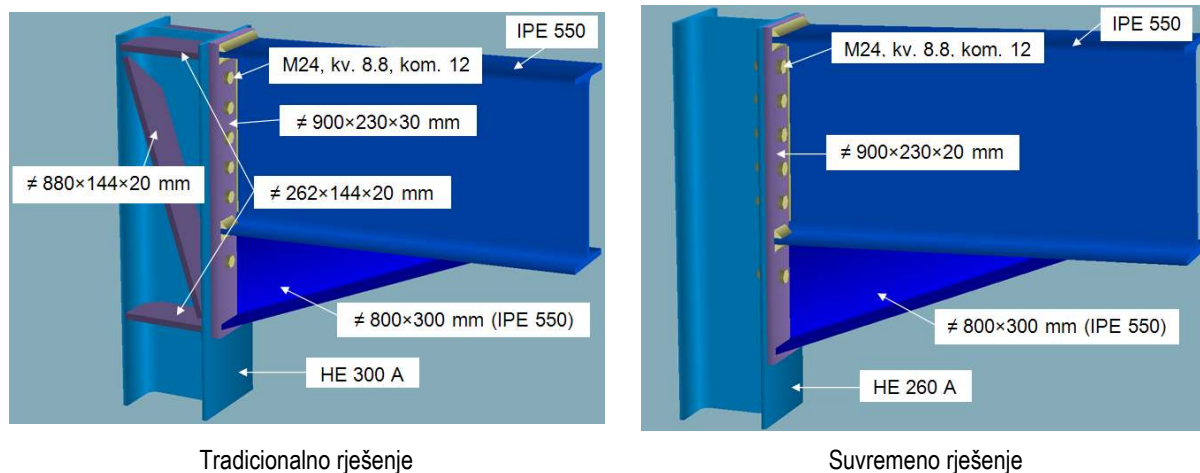 IPE 550
M24, kv. 8.8, kom. 12
≠ 900×230×30 mm
≠ 880×144×20 mm
≠ 262×144×20 mm
≠ 800×300 mm (IPE 550)
HE 300 A
Tradicionalno rješenje
IPE 550
M24, kv. 8.8, kom. 12
≠ 900×230×20 mm
≠ 800×300 mm (IPE 550)
HE 260 A
Suvremeno rješenje